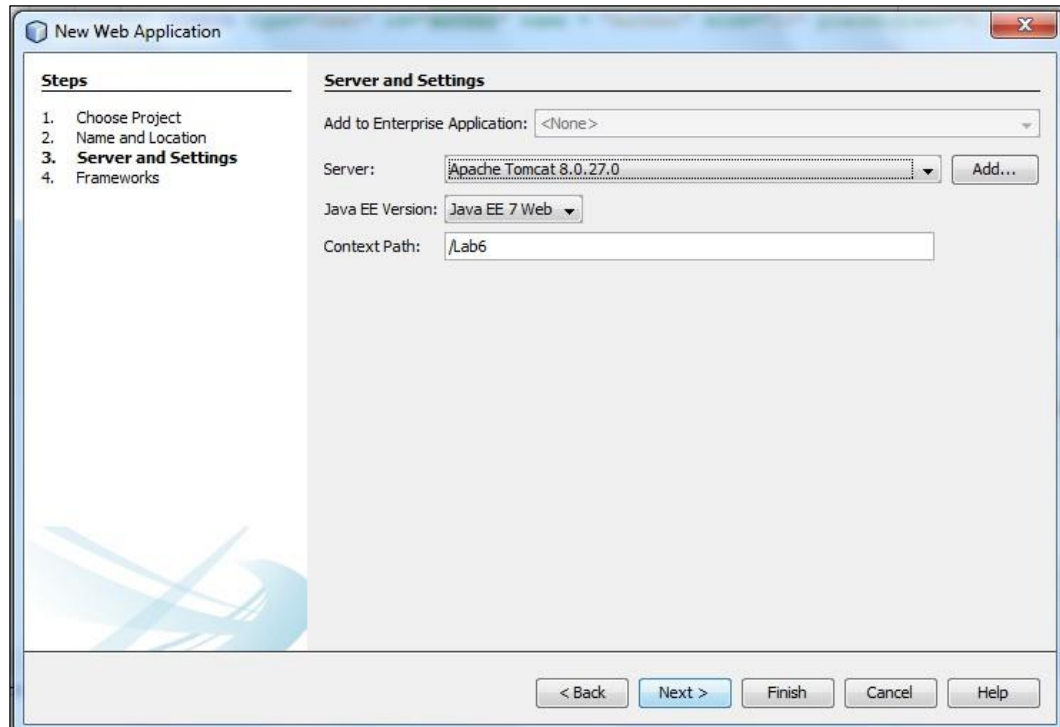 New Web Application
Steps
1. Choose Project
2. Name and Location
3. Server and Settings
4. Frameworks
Server and Settings
Add to Enterprise Application: <None>
Server: Apache Tomcat 8.0.27.0 Add...
Java EE Version: Java EE 7 Web
Context Path: /Lab6
< Back Next > Finish Cancel Help